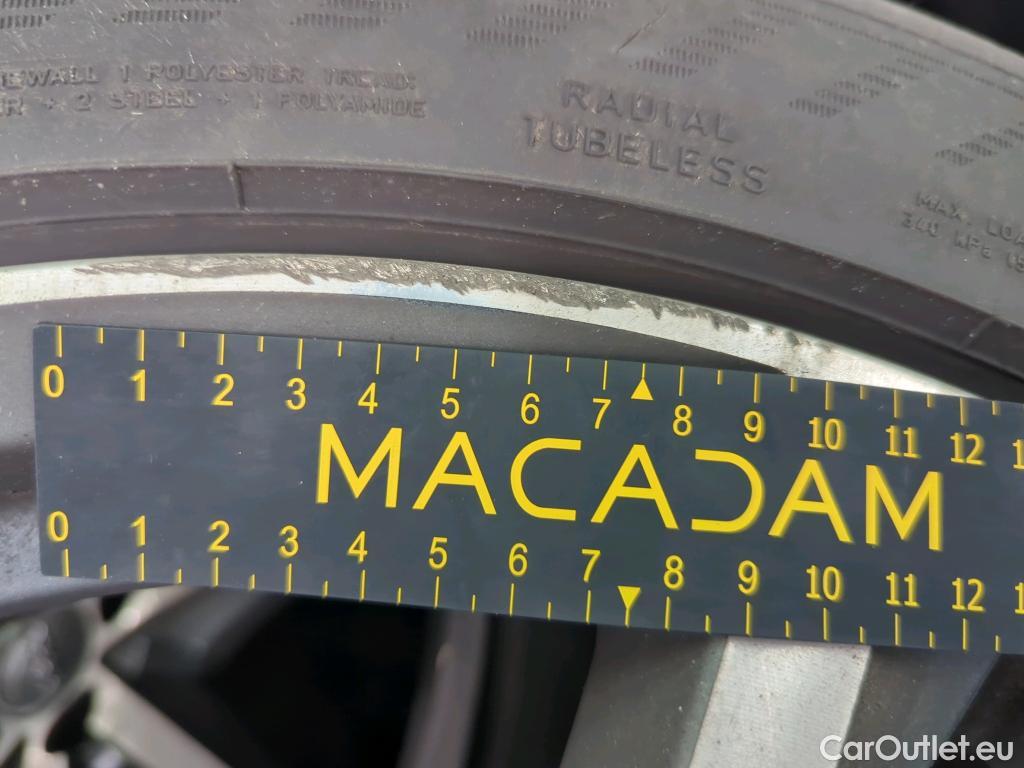 1 POLYESTER TREAD:
+ 2 STEEL + 1 POLYAMIDE
RADIAL
TUBELESS
MAX.
340 KPa
0 1 2 3 4 5 6 7 8 9 10 11 12
MACADAM
0 1 2 3 4 5 6 7 8 9 10 11 12
CarOutlet.eu